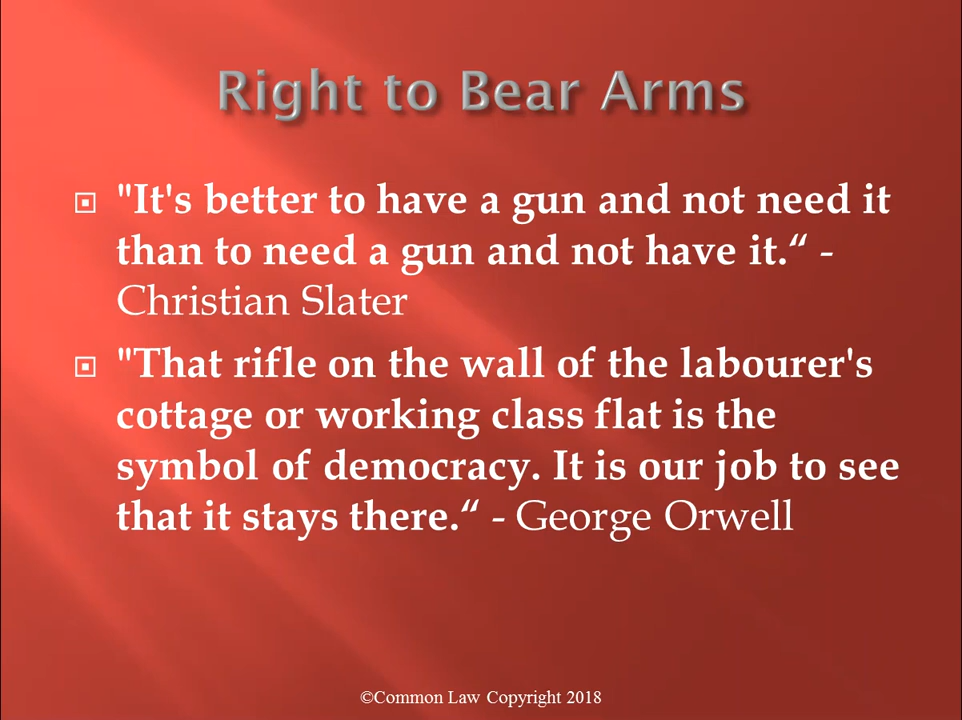 Right to Bear Arms
"It's better to have a gun and not need it
than to need a gun and not have it.“ -
Christian Slater
"That rifle on the wall of the labourer's
cottage or working class flat is the
symbol of democracy. It is our job to see
that it stays there.“ - George Orwell
©Common Law Copyright 2018